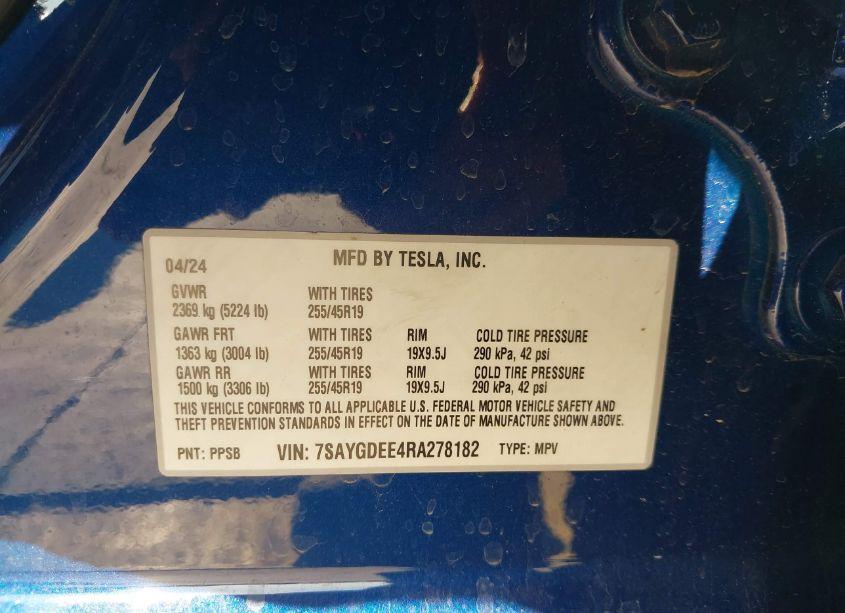 04/24 MFD BY TESLA, INC.
GVWR WITH TIRES
2369 kg (5224 lb) 255/45R19
GAWR FRT WITH TIRES RIM COLD TIRE PRESSURE
1363 kg (3004 lb) 255/45R19 19X9.5J 290 kPa, 42 psi
GAWR RR WITH TIRES RIM COLD TIRE PRESSURE
1500 kg (3306 lb) 255/45R19 19X9.5J 290 kPa, 42 psi
THIS VEHICLE CONFORMS TO ALL APPLICABLE U.S. FEDERAL MOTOR VEHICLE SAFETY AND
THEFT PREVENTION STANDARDS IN EFFECT ON THE DATE OF MANUFACTURE SHOWN ABOVE.
PNT: PPSB VIN: 7SAYGDEE4RA278182 TYPE: MPV